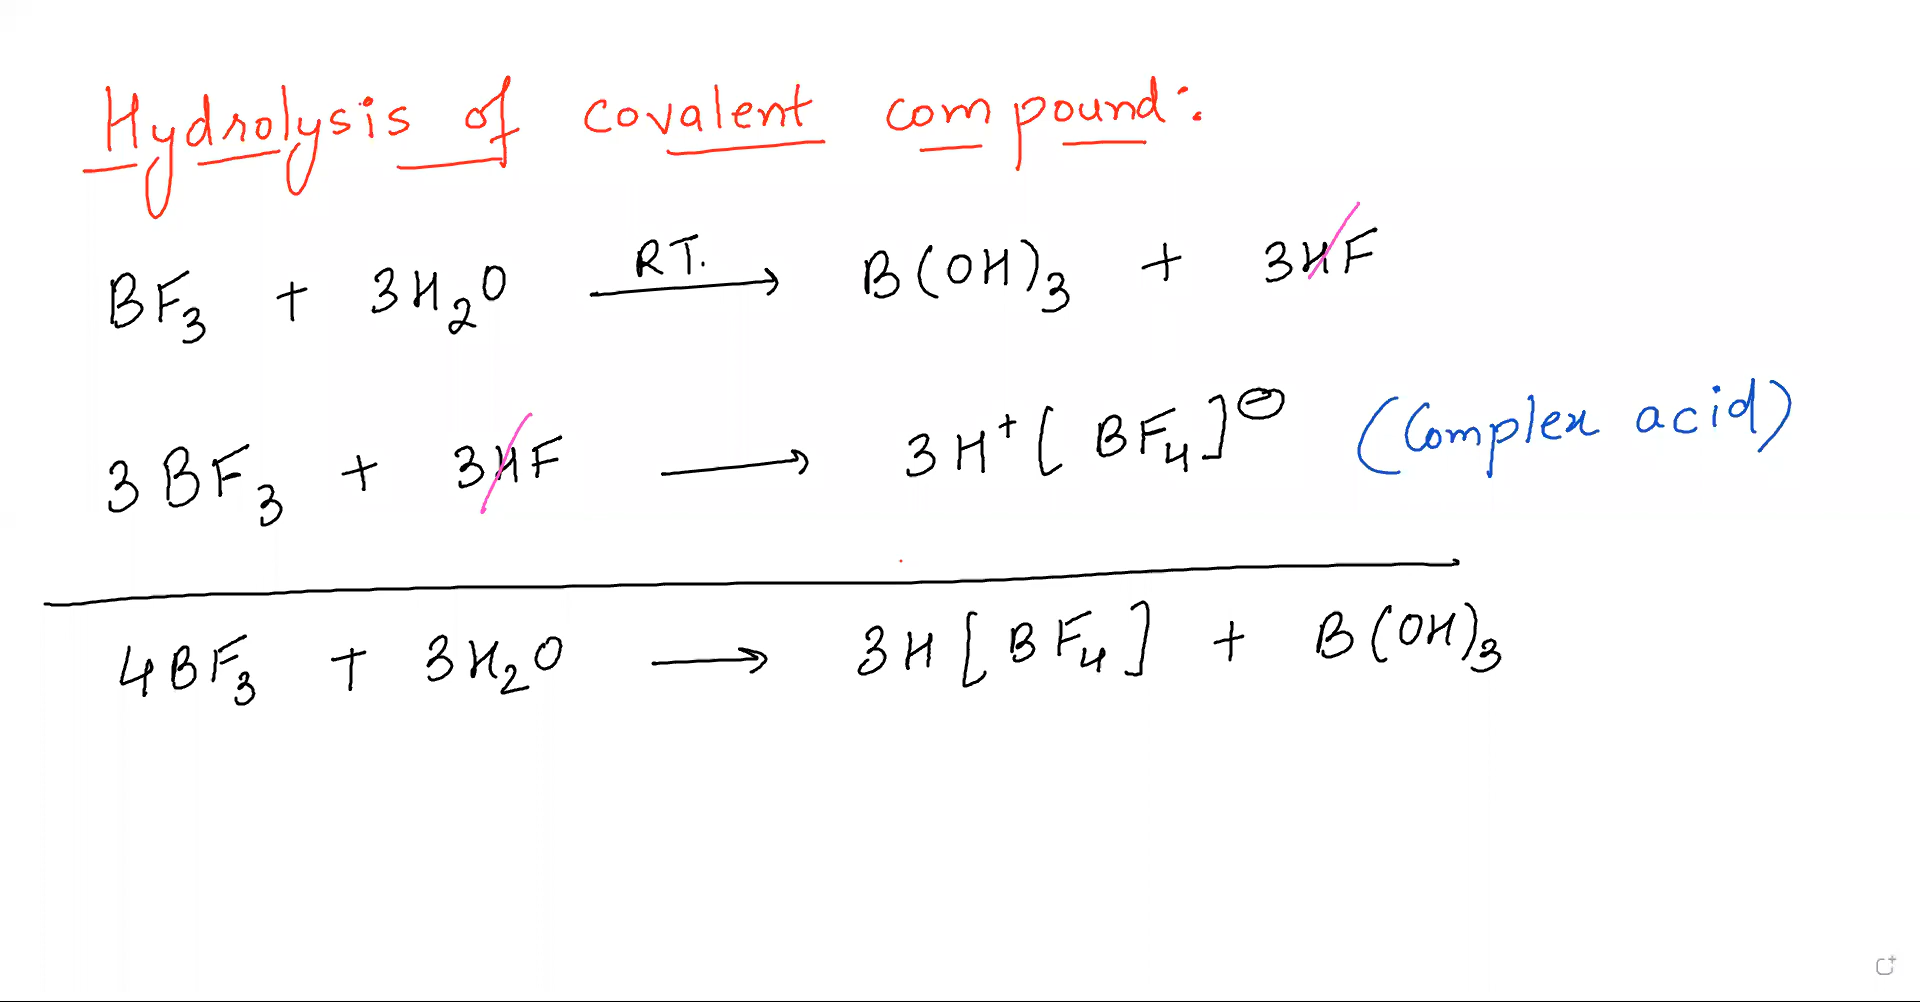 Hydrolysis of covalent compound:
BF₃ + 3H₂O ⟶ RT. B(OH)₃ + 3HF
3BF₃ + 3HF ⟶ 3H⁺[BF₄]⊖ (Complex acid)
4BF₃ + 3H₂O ⟶ 3H[BF₄] + B(OH)₃